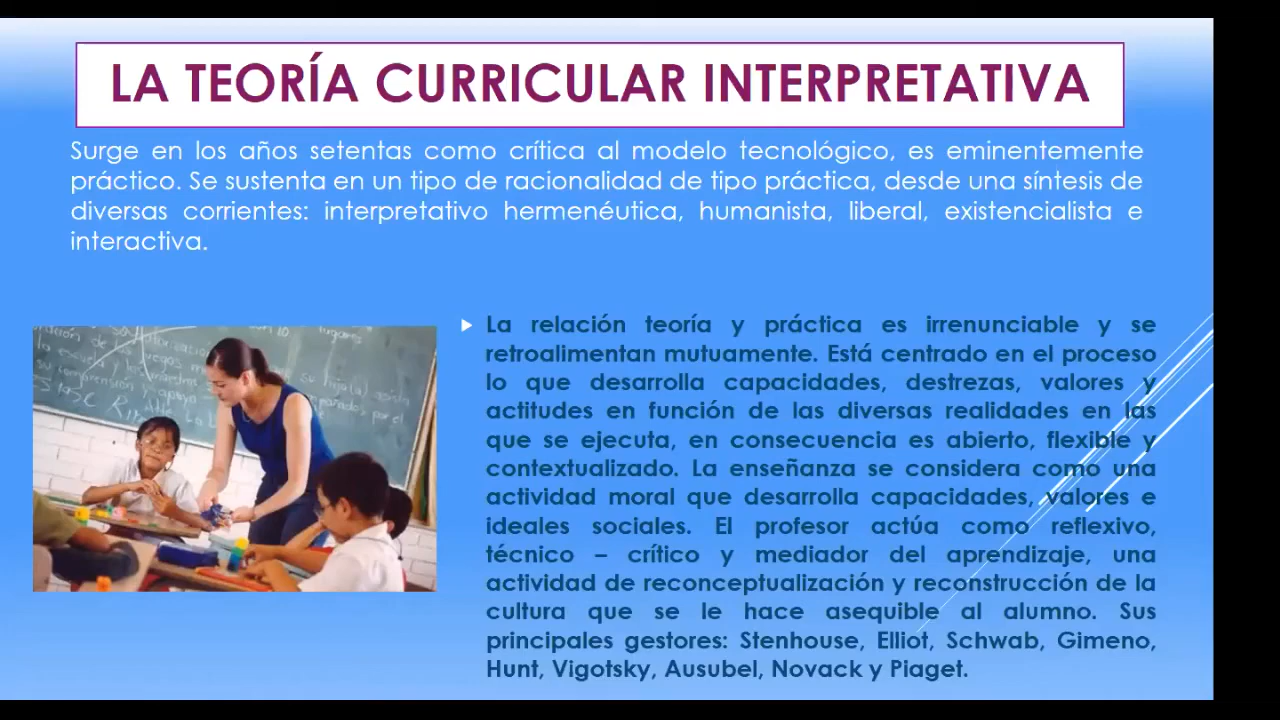 LA TEORÍA CURRICULAR INTERPRETATIVA
Surge en los años setentas como crítica al modelo tecnológico, es eminentemente
práctico. Se sustenta en un tipo de racionalidad de tipo práctica, desde una síntesis de
diversas corrientes: interpretativo hermenéutica, humanista, liberal, existencialista e
interactiva.
La relación teoría y práctica es irrenunciable y se
retroalimentan mutuamente. Está centrado en el proceso
lo que desarrolla capacidades, destrezas, valores y
actitudes en función de las diversas realidades en las
que se ejecuta, en consecuencia es abierto, flexible y
contextualizado. La enseñanza se considera como una
actividad moral que desarrolla capacidades, valores e
ideales sociales. El profesor actúa como reflexivo,
técnico – crítico y mediador del aprendizaje, una
actividad de reconceptualización y reconstrucción de la
cultura que se le hace asequible al alumno. Sus
principales gestores: Stenhouse, Elliot, Schwab, Gimeno,
Hunt, Vigotsky, Ausubel, Novack y Piaget.